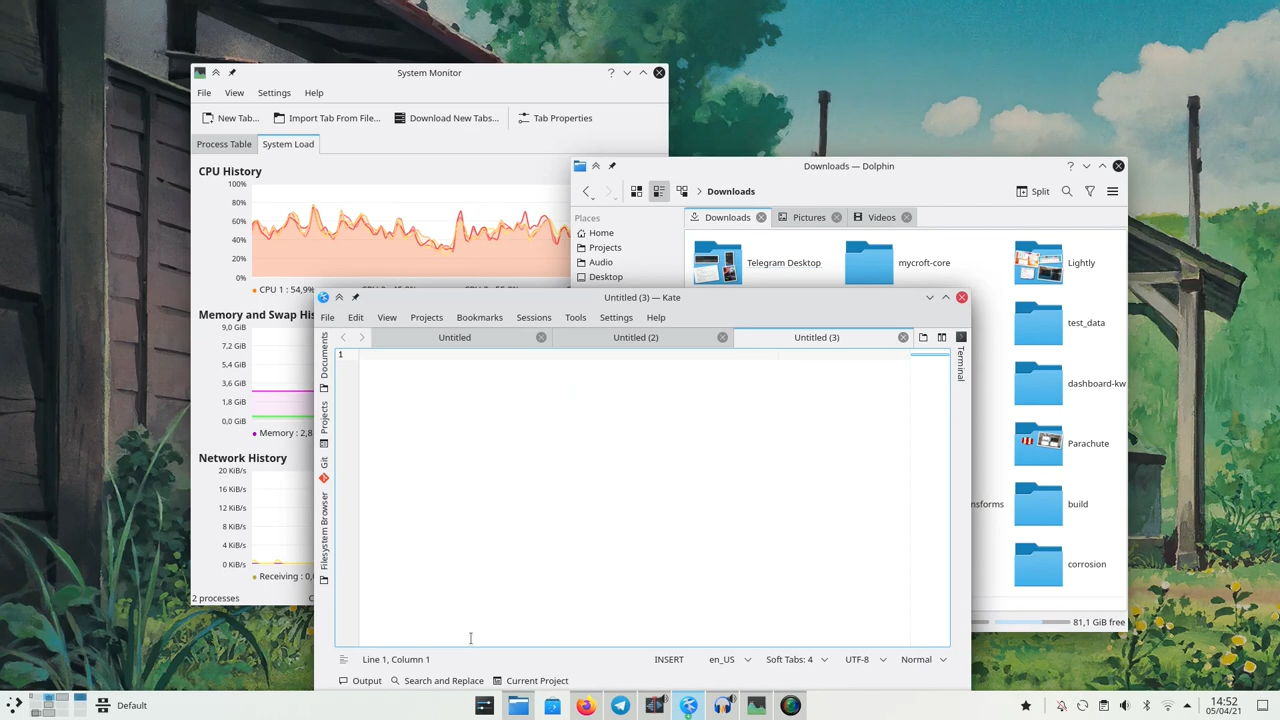 System Monitor
File View Settings Help
New Tab... Import Tab From File... Download New Tabs... Tab Properties
Process Table System Load
CPU History
100%
80%
60%
40%
20%
0%
CPU 1 : 54,9%
Memory and Swap His
9,0 GiB
7,2 GiB
5,4 GiB
3,6 GiB
1,8 GiB
0,0 GiB
Memory : 2,8
Network History
20 KiB/s
16 KiB/s
12 KiB/s
8 KiB/s
4 KiB/s
0 KiB/s
Receiving : 0,
2 processes
Downloads — Dolphin
Downloads Split
Places
Home
Projects
Audio
Desktop
Downloads Pictures Videos
Telegram Desktop mycroft-core Lightly
test_data
dashboard-kw
Parachute
nsforms build
corrosion
81,1 GiB free
Untitled (3) — Kate
File Edit View Projects Bookmarks Sessions Tools Settings Help
Untitled Untitled (2) Untitled (3)
Documents
Projects
Git
Filesystem Browser
1
Terminal
Line 1, Column 1 INSERT en_US Soft Tabs: 4 UTF-8 Normal
Output Search and Replace Current Project
Default
14:52
05/04/21